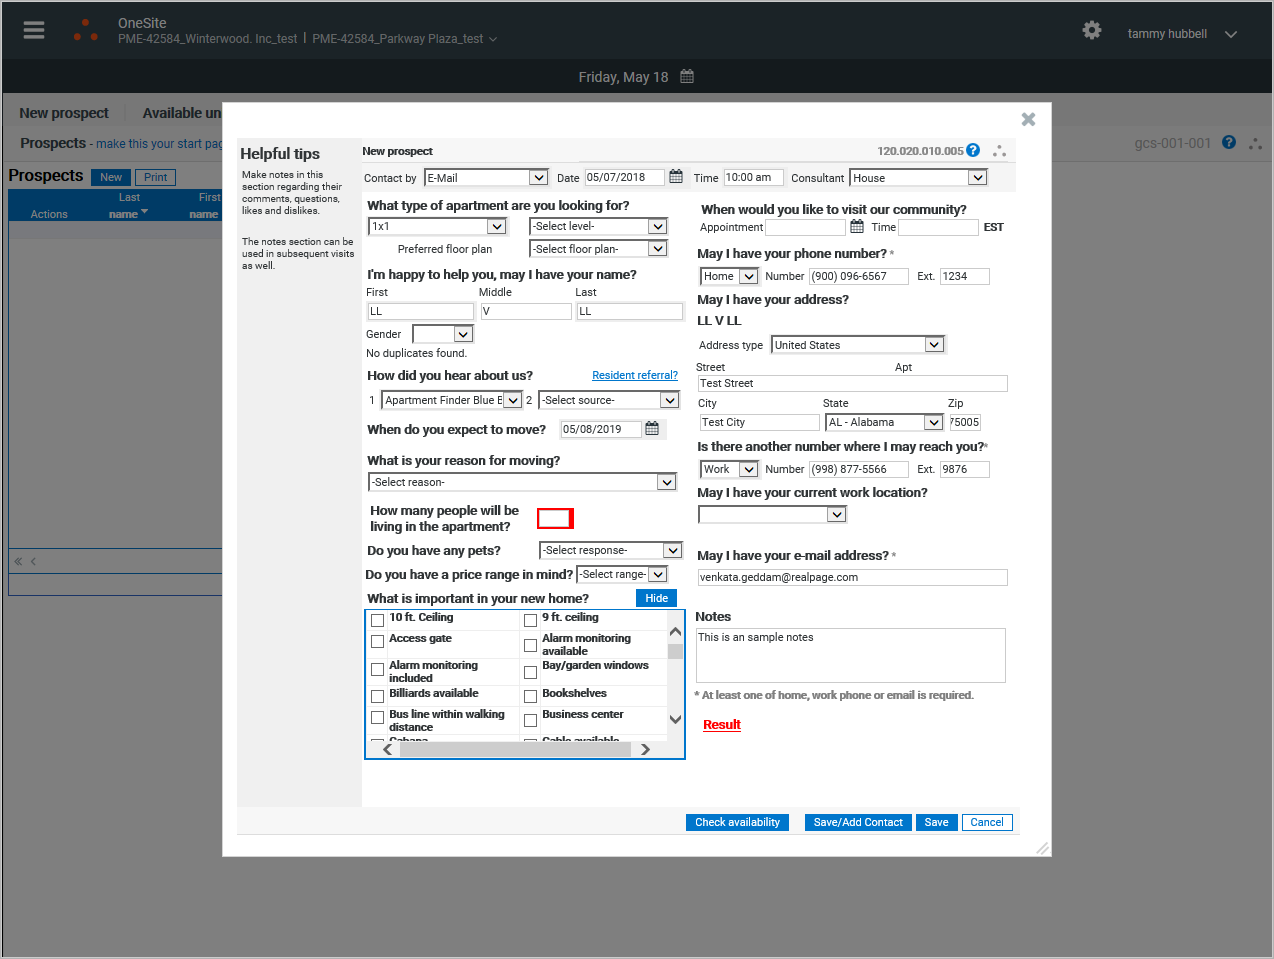 OneSite
PME-42584_Winterwood. Inc_test | PME-42584_Parkway Plaza_test
tammy hubbell
Friday, May 18
New prospect
Available un
Prospects - make this your start pag
gcs-001-001 ?
Prospects New Print
Actions
Last name
First name
Helpful tips
Make notes in this
section regarding their
comments, questions,
likes and dislikes.
The notes section can be
used in subsequent visits
as well.
New prospect
120.020.010.005 ?
Contact by E-Mail Date 05/07/2018 Time 10:00 am Consultant House
What type of apartment are you looking for?
1x1 -Select level-
Preferred floor plan -Select floor plan-
I'm happy to help you, may I have your name?
First Middle Last
LL V LL
Gender
No duplicates found.
How did you hear about us? Resident referral?
1 Apartment Finder Blue B 2 -Select source-
When do you expect to move? 05/08/2019
What is your reason for moving?
-Select reason-
How many people will be
living in the apartment?
Do you have any pets? -Select response-
Do you have a price range in mind? -Select range-
What is important in your new home? Hide
10 ft. Ceiling 9 ft. ceiling
Access gate Alarm monitoring available
Alarm monitoring included Bay/garden windows
Billiards available Bookshelves
Bus line within walking distance Business center
Cabana Cable available
When would you like to visit our community?
Appointment Time EST
May I have your phone number? *
Home Number (900) 096-6567 Ext. 1234
May I have your address?
LL V LL
Address type United States
Street Apt
Test Street
City State Zip
Test City AL - Alabama 75005
Is there another number where I may reach you?*
Work Number (998) 877-5566 Ext. 9876
May I have your current work location?
May I have your e-mail address? *
venkata.geddam@realpage.com
Notes
This is an sample notes
* At least one of home, work phone or email is required.
Result
Check availability Save/Add Contact Save Cancel